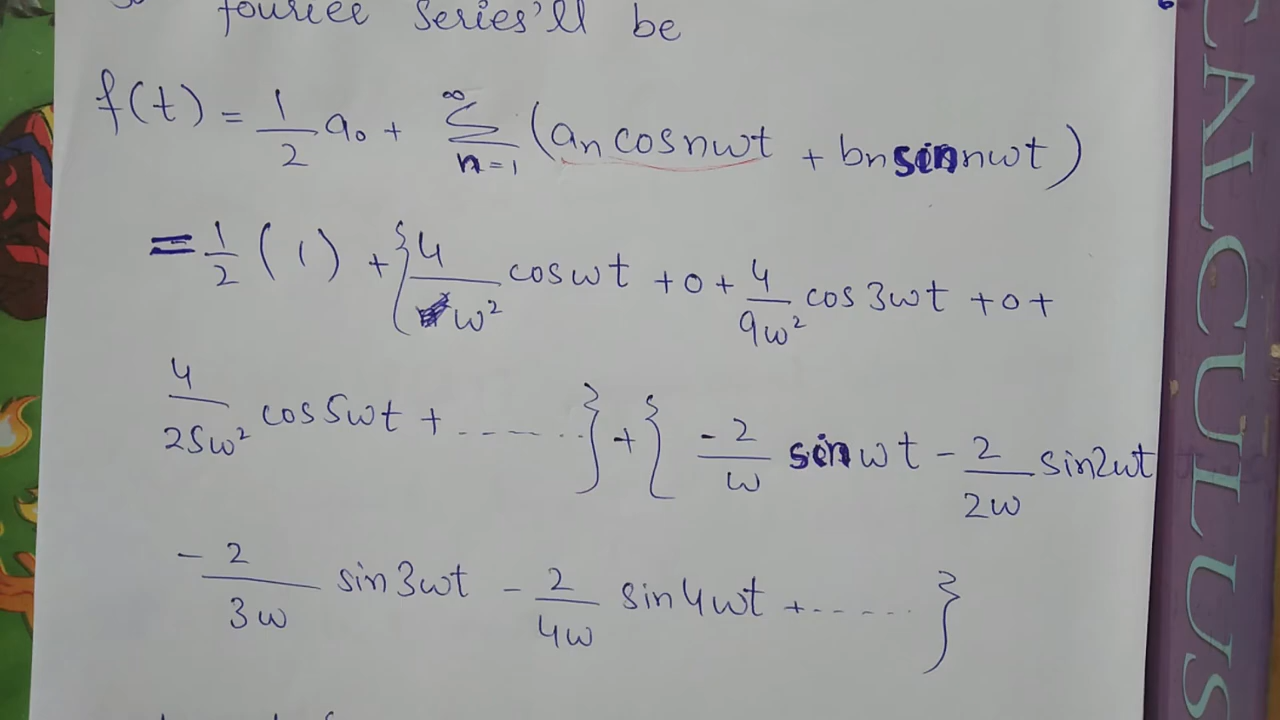 fourier series'll be
f(t) = 1/2 a₀ + ∑_{n=1}^{∞} (aₙ cosnωt + bn sinnωt)
= 1/2 (1) + { 4/ω² cosωt + 0 + 4/9ω² cos3ωt + 0 +
4/25ω² cos5ωt + ------- } + { -2/ω sinωt - 2/2ω sin2ωt
- 2/3ω sin3ωt - 2/4ω sin4ωt + ------ }
CALCULUS